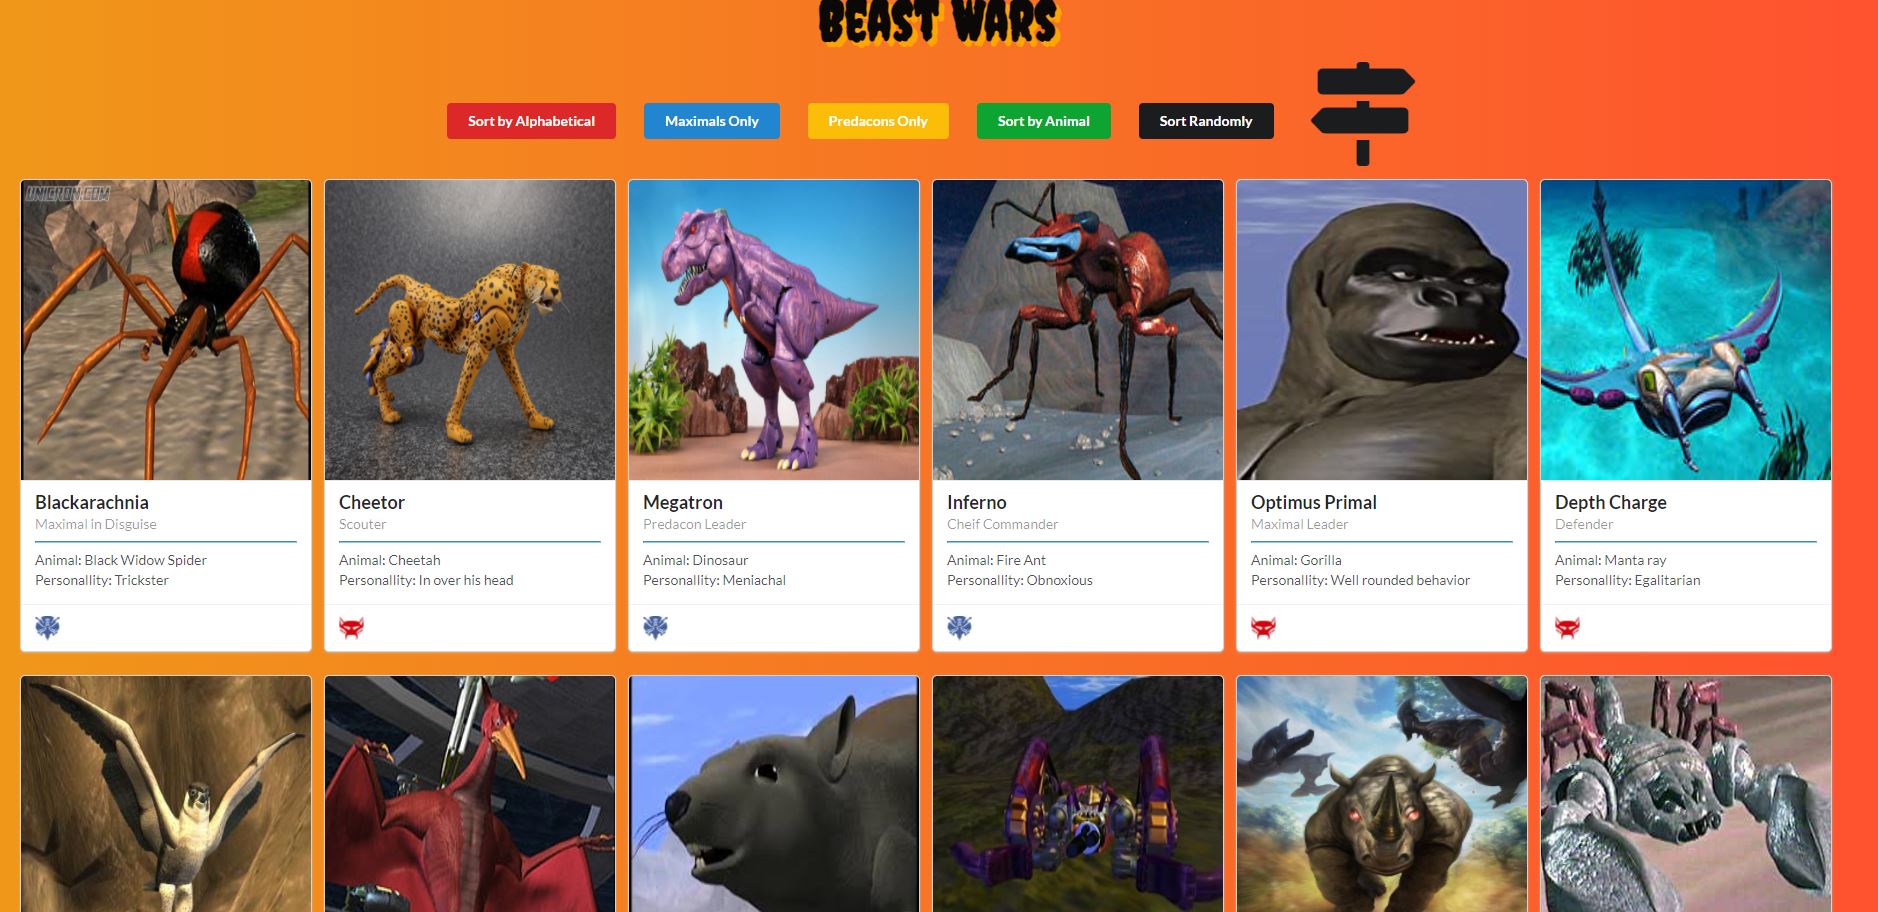 BEAST WARS
Sort by Alphabetical
Maximals Only
Predacons Only
Sort by Animal
Sort Randomly
UNICRON.COM
Blackarachnia
Maximal in Disguise
Animal: Black Widow Spider
Personallity: Trickster
Cheetor
Scouter
Animal: Cheetah
Personallity: In over his head
Megatron
Predacon Leader
Animal: Dinosaur
Personallity: Meniachal
Inferno
Cheif Commander
Animal: Fire Ant
Personallity: Obnoxious
Optimus Primal
Maximal Leader
Animal: Gorilla
Personallity: Well rounded behavior
Depth Charge
Defender
Animal: Manta ray
Personallity: Egalitarian